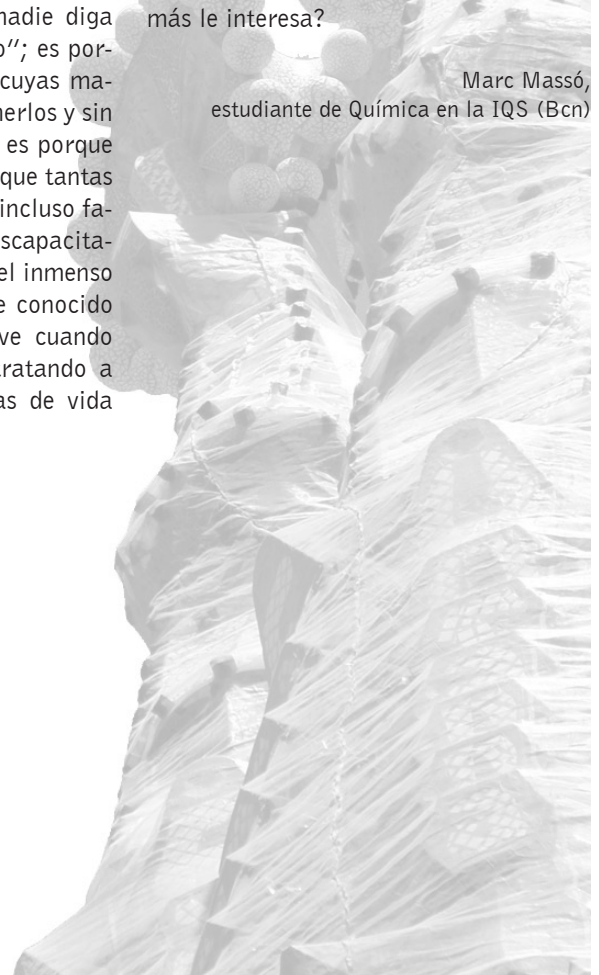 nadie diga
o”; es por-
cuyas ma-
nerlos y sin
es porque
que tantas
incluso fa-
scapacita-
el inmenso
e conocido
ve cuando
ratando a
as de vida
más le interesa?
Marc Massó,
estudiante de Química en la IQS (Bcn)